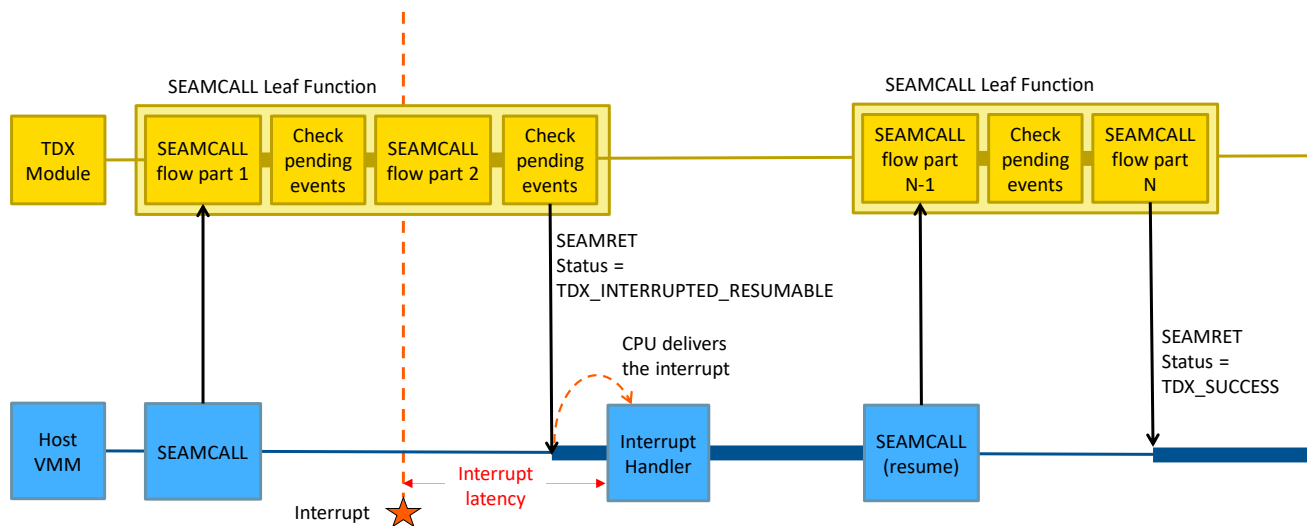 SEAMCALL Leaf Function
SEAMCALL Leaf Function
TDX
Module
SEAMCALL
flow part 1
Check
pending
events
SEAMCALL
flow part 2
Check
pending
events
SEAMCALL
flow part
N-1
Check
pending
events
SEAMCALL
flow part
N
SEAMRET
Status =
TDX_INTERRUPTED_RESUMABLE
CPU delivers
the interrupt
SEAMRET
Status =
TDX_SUCCESS
Host
VMM
SEAMCALL
Interrupt
Handler
SEAMCALL
(resume)
Interrupt
latency
Interrupt